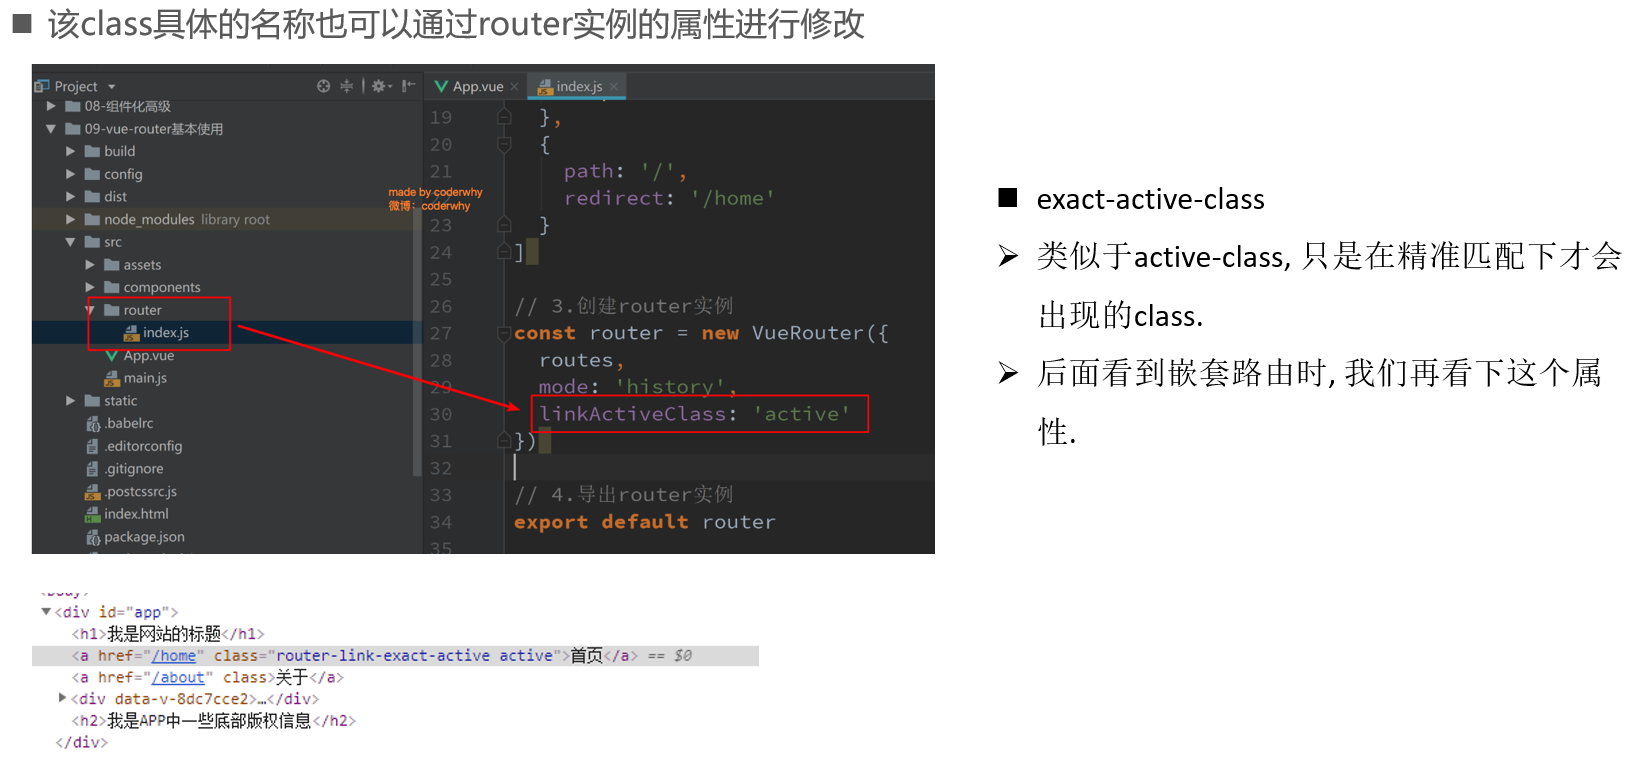 该class具体的名称也可以通过router实例的属性进行修改
Project
08-组件化高级
09-vue-router基本使用
build
config
dist
node_modules library root
src
assets
components
router
index.js
App.vue
main.js
static
.babelrc
.editorconfig
.gitignore
.postcssrc.js
index.html
package.json
made by coderwhy
微博：coderwhy
App.vue
index.js
19 },
20 {
21 path: '/',
redirect: '/home'
23 }
24 ]
25
26 // 3.创建router实例
27 const router = new VueRouter({
28 routes,
29 mode: 'history',
30 linkActiveClass: 'active'
31 })
32
33 // 4.导出router实例
34 export default router
35
exact-active-class
类似于active-class, 只是在精准匹配下才会
出现的class.
后面看到嵌套路由时, 我们再看下这个属
性.
<div id="app">
<h1>我是网站的标题</h1>
<a href="/home" class="router-link-exact-active active">首页</a> == $0
<a href="/about" class>关于</a>
<div data-v-8dc7cce2>…</div>
<h2>我是APP中一些底部版权信息</h2>
</div>